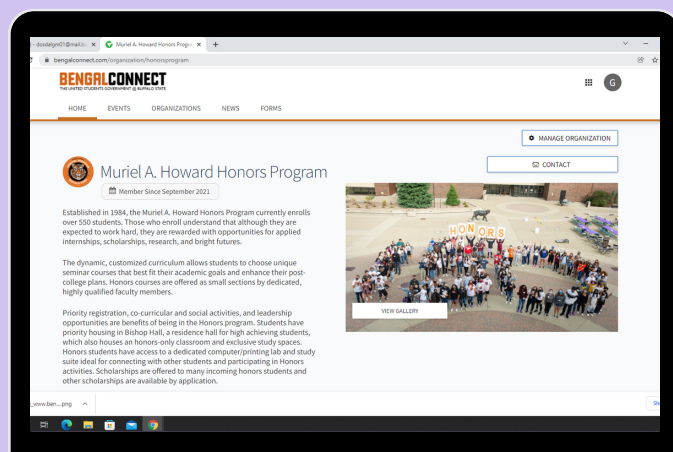 - dosdalgm01@mail.bu
Muriel A. Howard Honors Progr
bengalconnect.com/organization/honorsprogram
BENGALCONNECT
THE UNITED STUDENTS GOVERNMENT @ BUFFALO STATE
G
HOME EVENTS ORGANIZATIONS NEWS FORMS
MANAGE ORGANIZATION
CONTACT
Muriel A. Howard Honors Program
Member Since September 2021
Established in 1984, the Muriel A. Howard Honors Program currently enrolls
over 550 students. Those who enroll understand that although they are
expected to work hard, they are rewarded with opportunities for applied
internships, scholarships, research, and bright futures.
The dynamic, customized curriculum allows students to choose unique
seminar courses that best fit their academic goals and enhance their post-
college plans. Honors courses are offered as small sections by dedicated,
highly qualified faculty members.
Priority registration, co-curricular and social activities, and leadership
opportunities are benefits of being in the Honors program. Students have
priority housing in Bishop Hall, a residence hall for high achieving students,
which also houses an honors-only classroom and exclusive study spaces.
Honors students have access to a dedicated computer/printing lab and study
suite ideal for connecting with other students and participating in Honors
activities. Scholarships are offered to many incoming honors students and
other scholarships are available by application.
HONORS
VIEW GALLERY
_www.ben....png